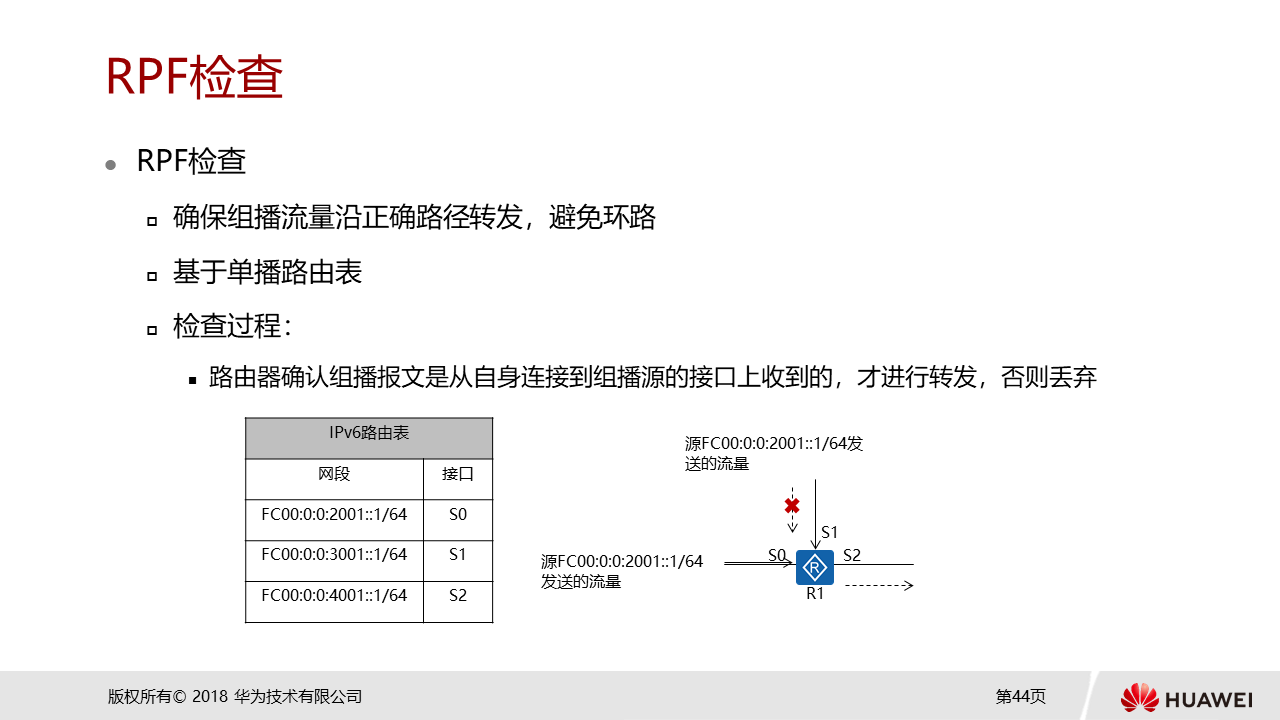 RPF检查
RPF检查
确保组播流量沿正确路径转发，避免环路
基于单播路由表
检查过程：
路由器确认组播报文是从自身连接到组播源的接口上收到的，才进行转发，否则丢弃
IPv6路由表
网段 接口
FC00:0:0:2001::1/64 S0
FC00:0:0:3001::1/64 S1
FC00:0:0:4001::1/64 S2
源FC00:0:0:2001::1/64发
送的流量
S1
S0 S2
源FC00:0:0:2001::1/64
发送的流量
R
R1
版权所有© 2018 华为技术有限公司
第44页
HUAWEI